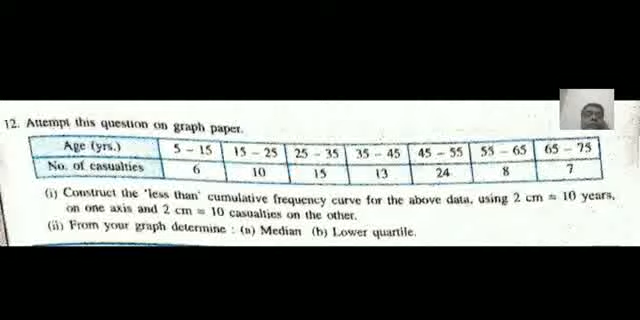 12. Attempt this question on graph paper.
Age (yrs.) 5 – 15 15 – 25 25 – 35 35 – 45 45 – 55 55 – 65 65 – 75
No. of casualties 6 10 15 13 24 8 7
(i) Construct the 'less than' cumulative frequency curve for the above data, using 2 cm = 10 years,
on one axis and 2 cm = 10 casualties on the other.
(ii) From your graph determine : (a) Median (b) Lower quartile.